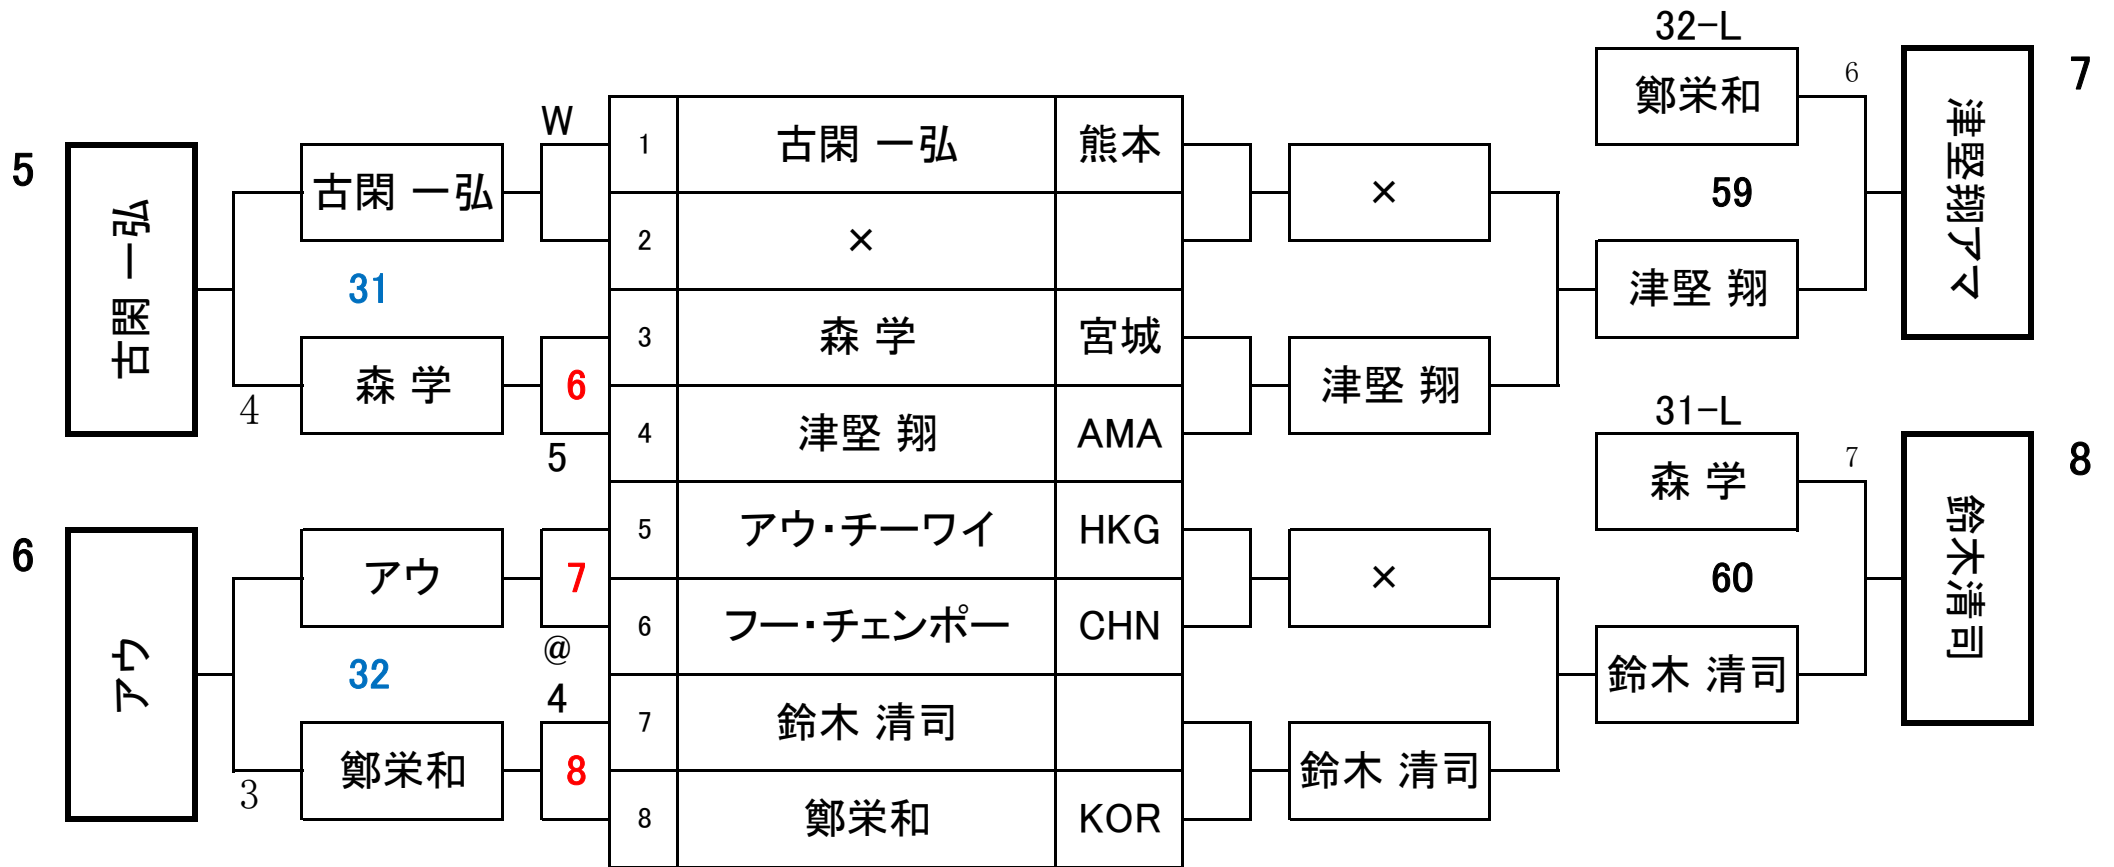 32-L
鄭栄和 6
7
津堅翔アマ
59
津堅 翔
5
古閑 一弘
古閑 一弘
31
森 学
4
W
6
5
1 古閑 一弘 熊本
2 ×
3 森 学 宮城
4 津堅 翔 AMA
5 アウ・チーワイ HKG
6 フー・チェンポー CHN
7 鈴木 清司
8 鄭栄和 KOR
×
津堅 翔
×
鈴木 清司
31-L
森 学 7
8
鈴木清司
60
鈴木 清司
6
アウ
アウ
32
鄭栄和
3
7
@
4
8